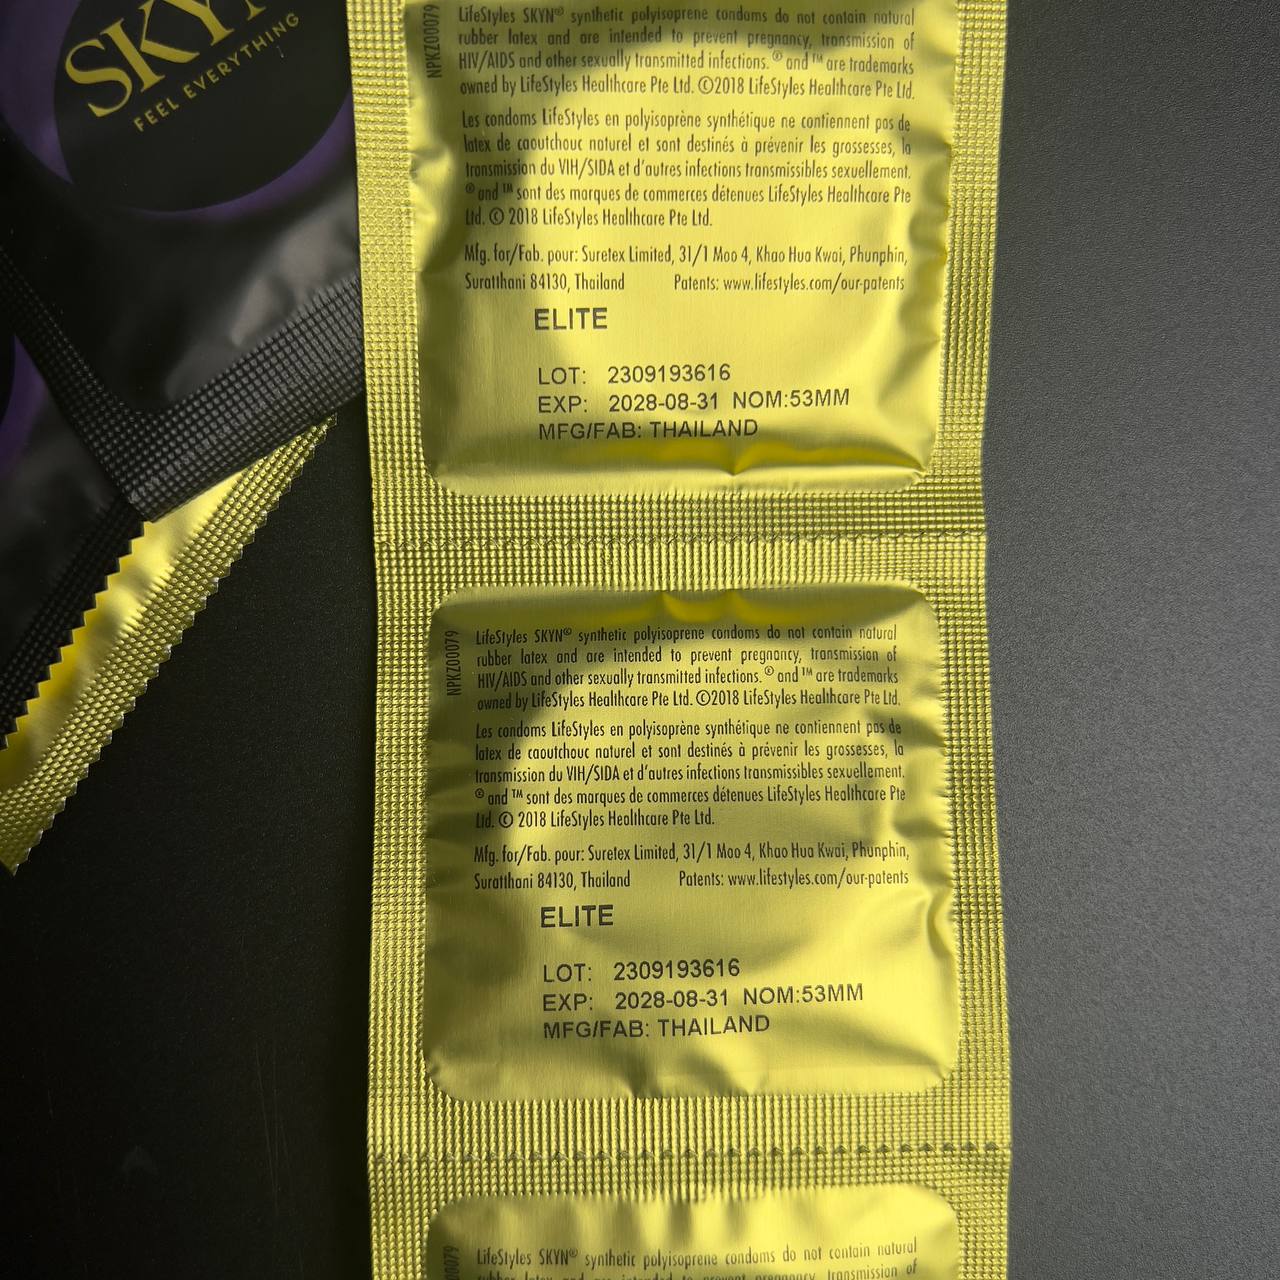 SKY
FEEL EVERYTHING
NPKZ00079
LifeStyles SKYN® synthetic polyisoprene condoms do not contain natural
rubber latex and are intended to prevent pregnancy, transmission of
HIV/AIDS and other sexually transmitted infections. ® and ™ are trademarks
owned by LifeStyles Healthcare Pte Ltd. ©2018 LifeStyles Healthcare Pte Ltd.
Les condoms LifeStyles en polyisoprène synthétique ne contiennent pas de
latex de caoutchouc naturel et sont destinés à prévenir les grossesses, la
transmission du VIH/SIDA et d'autres infections transmissibles sexuellement.
® and ™ sont des marques de commerces détenues LifeStyles Healthcare Pte
Ltd. © 2018 LifeStyles Healthcare Pte Ltd.
Mfg. for/Fab. pour: Suretex Limited, 31/1 Moo 4, Khao Hua Kwai, Phunphin,
Suratthani 84130, Thailand Patents: www.lifestyles.com/our-patents
ELITE
LOT: 2309193616
EXP: 2028-08-31 NOM:53MM
MFG/FAB: THAILAND
NPKZ00079
LifeStyles SKYN® synthetic polyisoprene condoms do not contain natural
rubber latex and are intended to prevent pregnancy, transmission of
HIV/AIDS and other sexually transmitted infections. ® and ™ are trademarks
owned by LifeStyles Healthcare Pte Ltd. ©2018 LifeStyles Healthcare Pte Ltd.
Les condoms LifeStyles en polyisoprène synthétique ne contiennent pas de
latex de caoutchouc naturel et sont destinés à prévenir les grossesses, la
transmission du VIH/SIDA et d'autres infections transmissibles sexuellement.
® and ™ sont des marques de commerces détenues LifeStyles Healthcare Pte
Ltd. © 2018 LifeStyles Healthcare Pte Ltd.
Mfg. for/Fab. pour: Suretex Limited, 31/1 Moo 4, Khao Hua Kwai, Phunphin,
Suratthani 84130, Thailand Patents: www.lifestyles.com/our-patents
ELITE
LOT: 2309193616
EXP: 2028-08-31 NOM:53MM
MFG/FAB: THAILAND
00079
LifeStyles SKYN® synthetic polyisoprene condoms do not contain natural
rubber latex and are intended to prevent pregnancy, transmission of